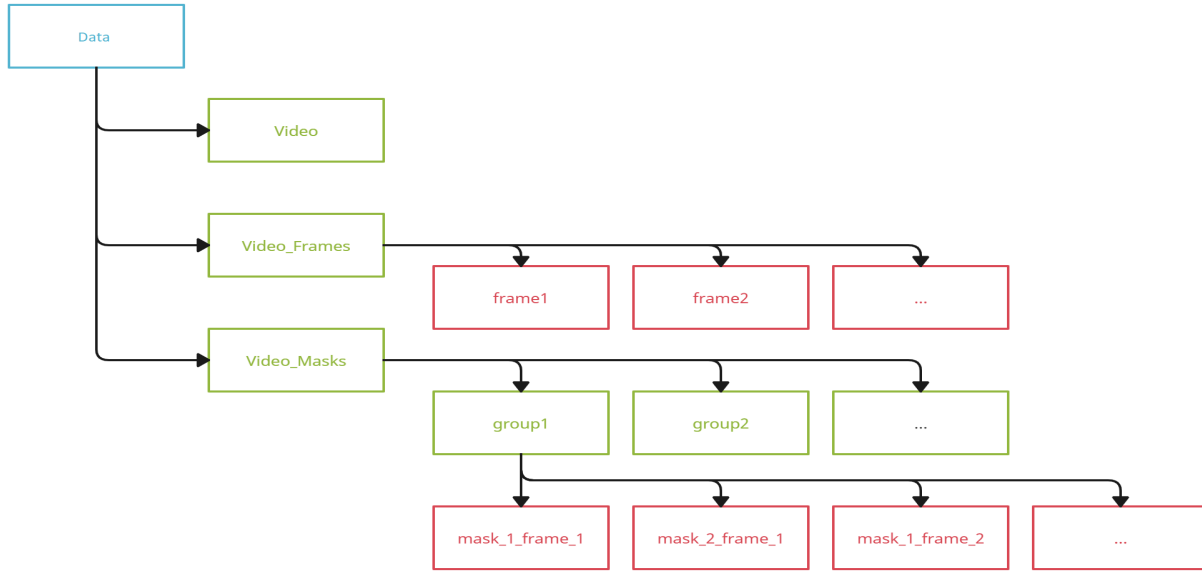 Data
Video
Video_Frames
frame1
frame2
...
Video_Masks
group1
group2
...
mask_1_frame_1
mask_2_frame_1
mask_1_frame_2
...